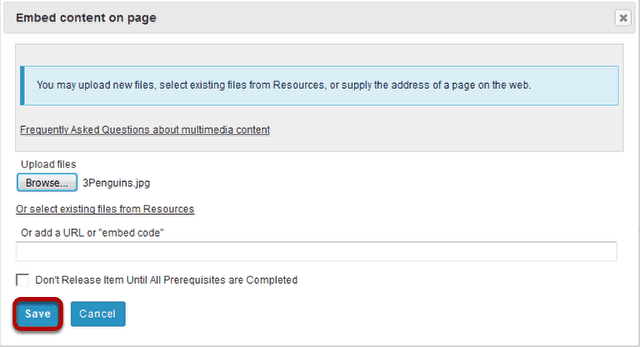 Embed content on page
You may upload new files, select existing files from Resources, or supply the address of a page on the web.
Frequently Asked Questions about multimedia content
Upload files
Browse... 3Penguins.jpg
Or select existing files from Resources
Or add a URL or "embed code"
Don't Release Item Until All Prerequisites are Completed
Save Cancel